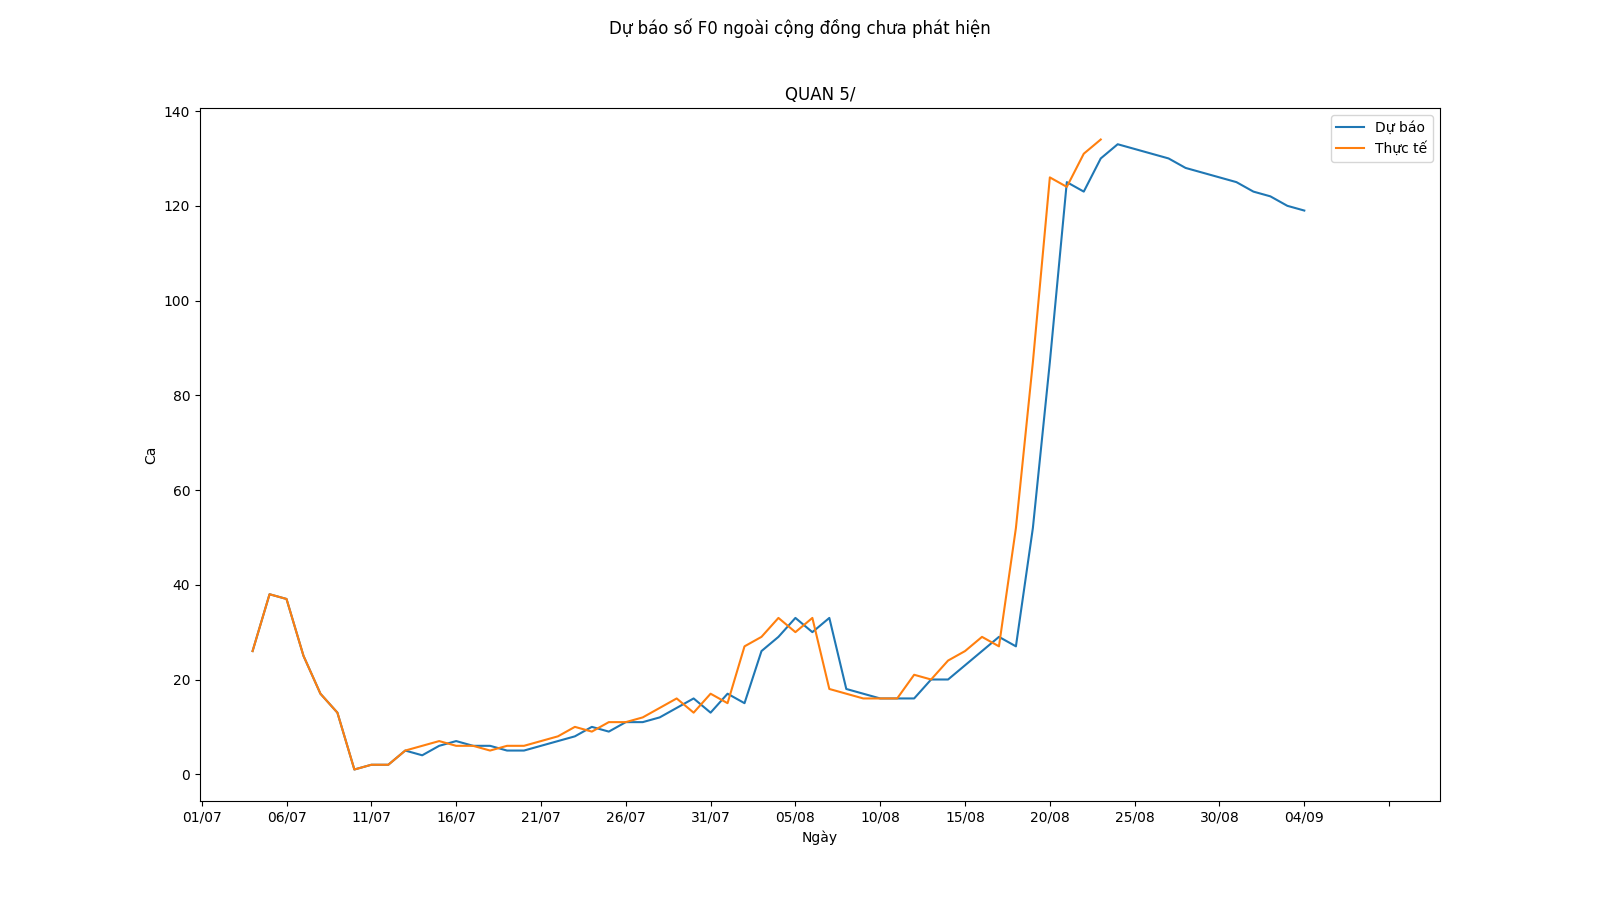 Dự báo số F0 ngoài cộng đồng chưa phát hiện
QUAN 5/
140
120
100
80
60
40
20
0
Ca
Dự báo
Thực tế
01/07 06/07 11/07 16/07 21/07 26/07 31/07 05/08 10/08 15/08 20/08 25/08 30/08 04/09
Ngày